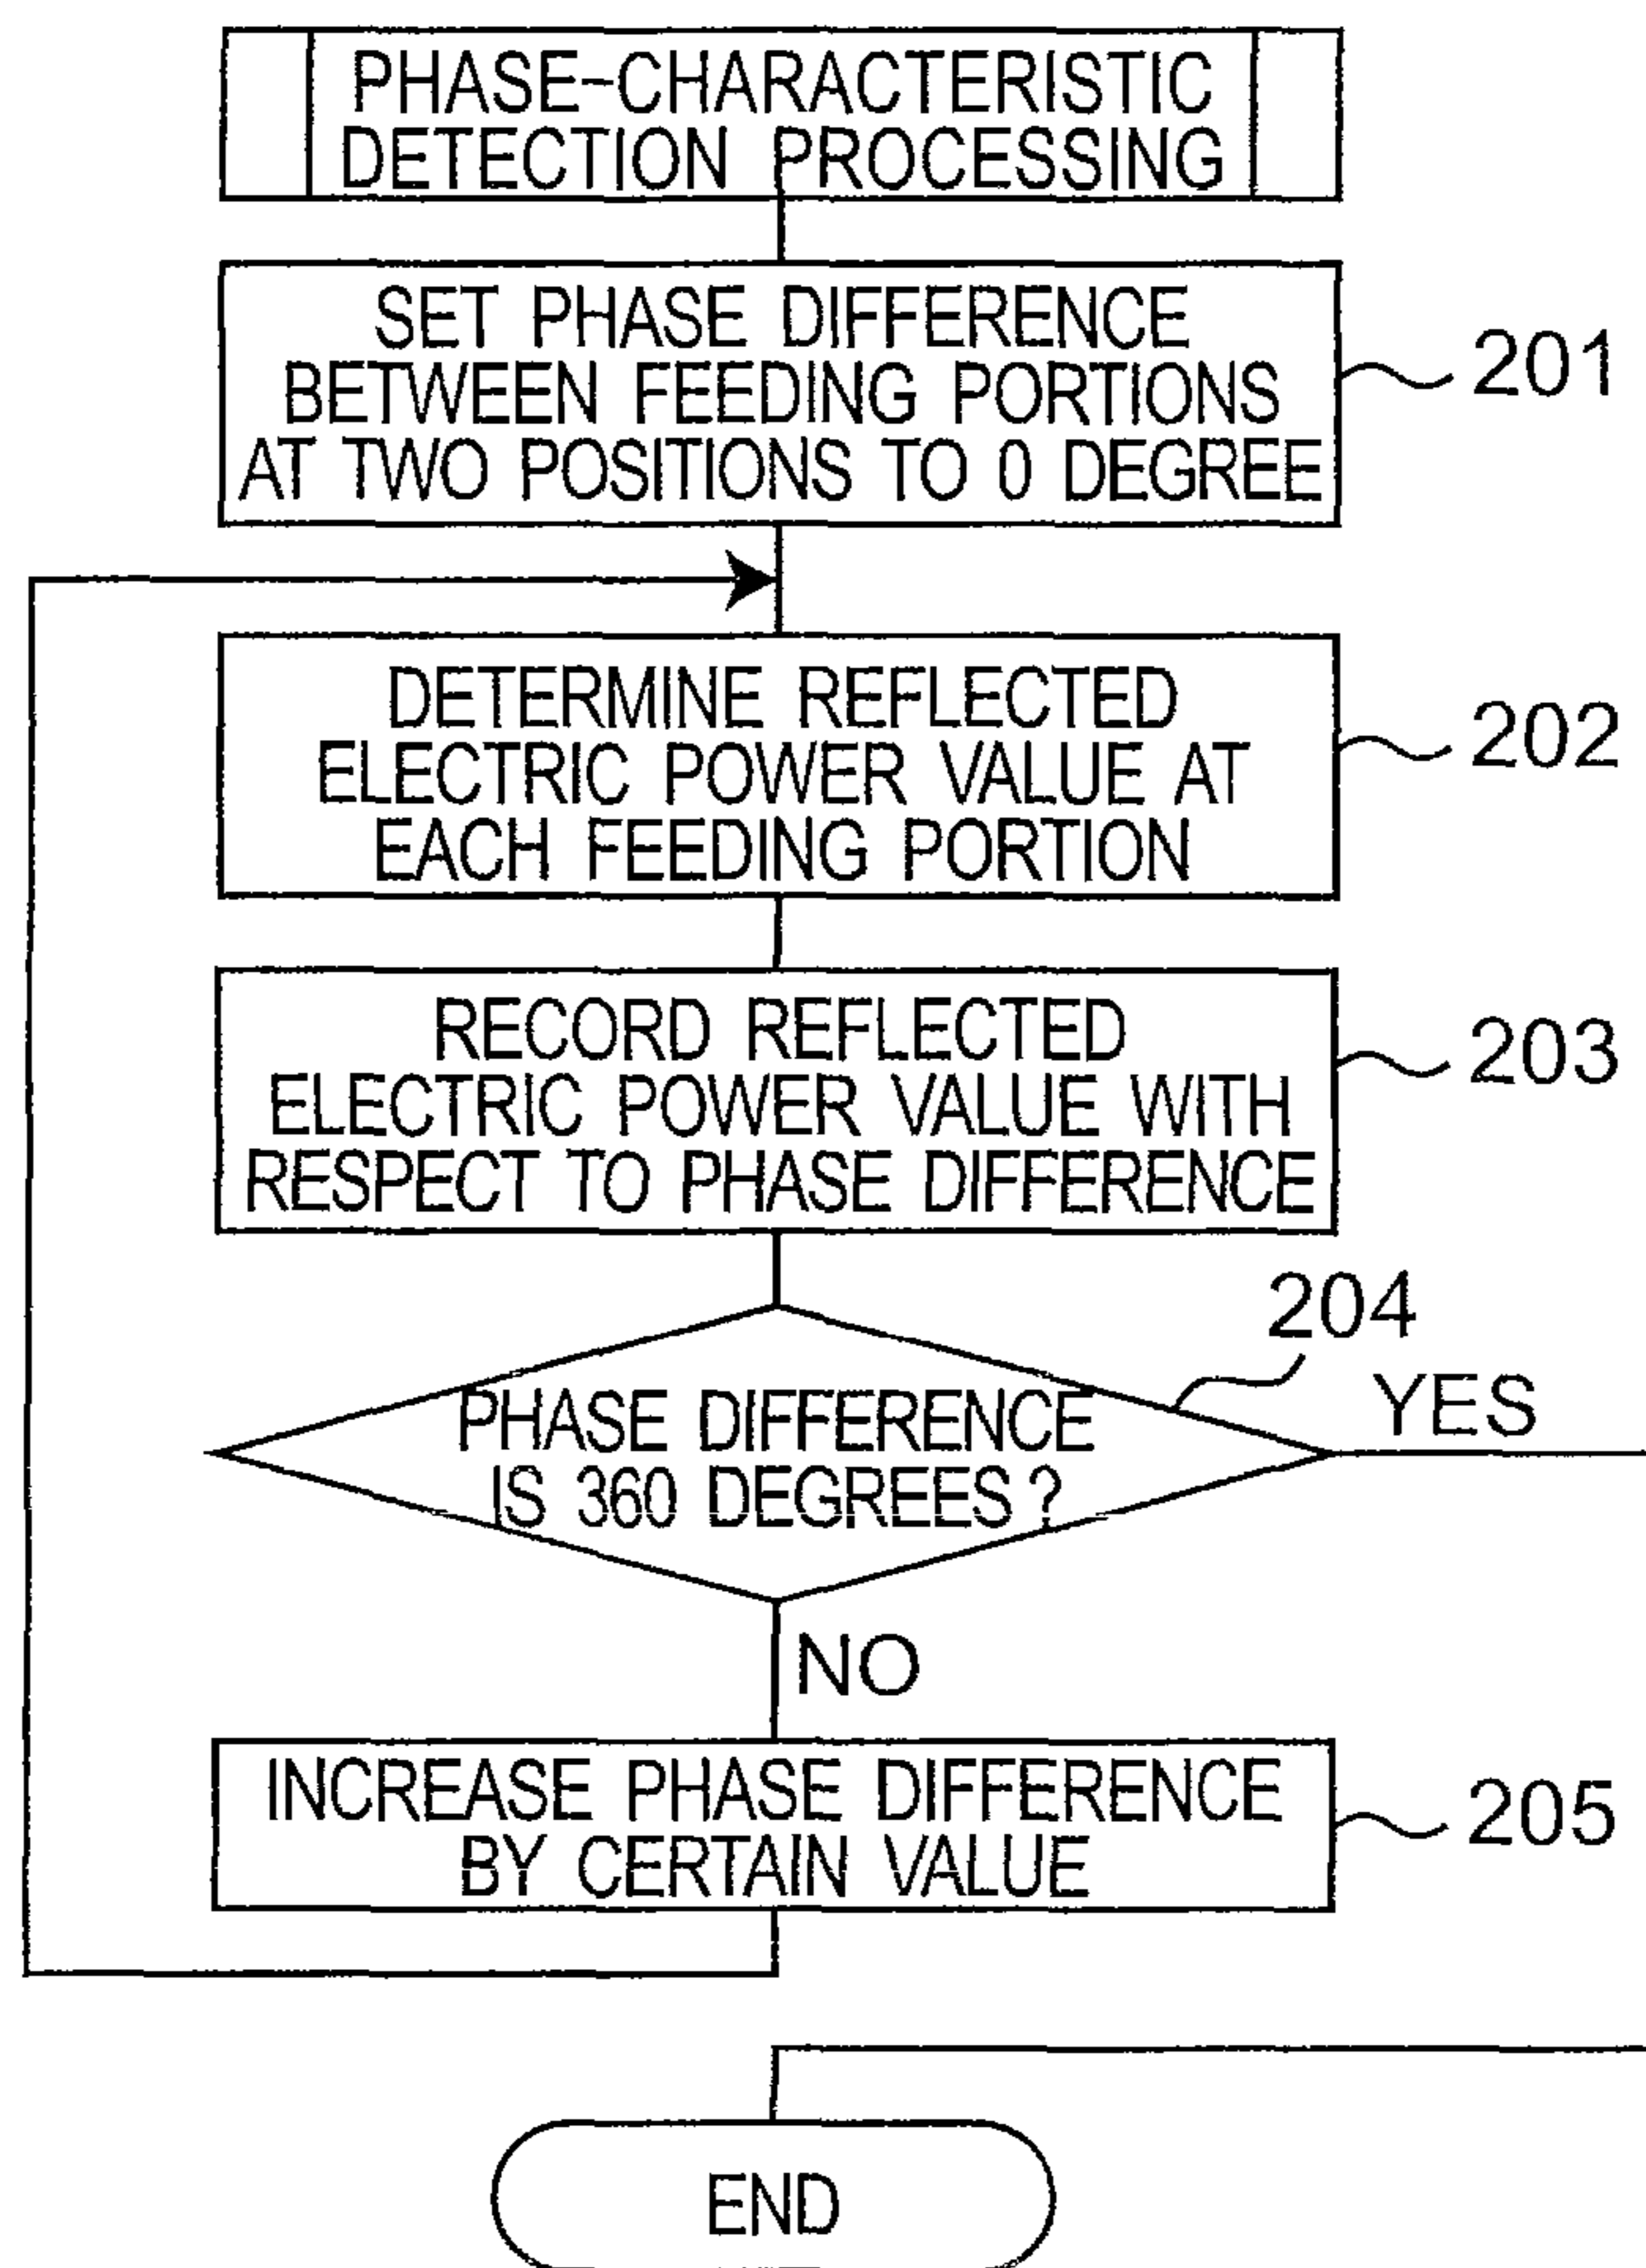 PHASE-CHARACTERISTIC
DETECTION PROCESSING
SET PHASE DIFFERENCE
BETWEEN FEEDING PORTIONS
AT TWO POSITIONS TO 0 DEGREE
201
DETERMINE REFLECTED
ELECTRIC POWER VALUE AT
EACH FEEDING PORTION
202
RECORD REFLECTED
ELECTRIC POWER VALUE WITH
RESPECT TO PHASE DIFFERENCE
203
204
PHASE DIFFERENCE
IS 360 DEGREES?
YES
NO
INCREASE PHASE DIFFERENCE
BY CERTAIN VALUE
205
END